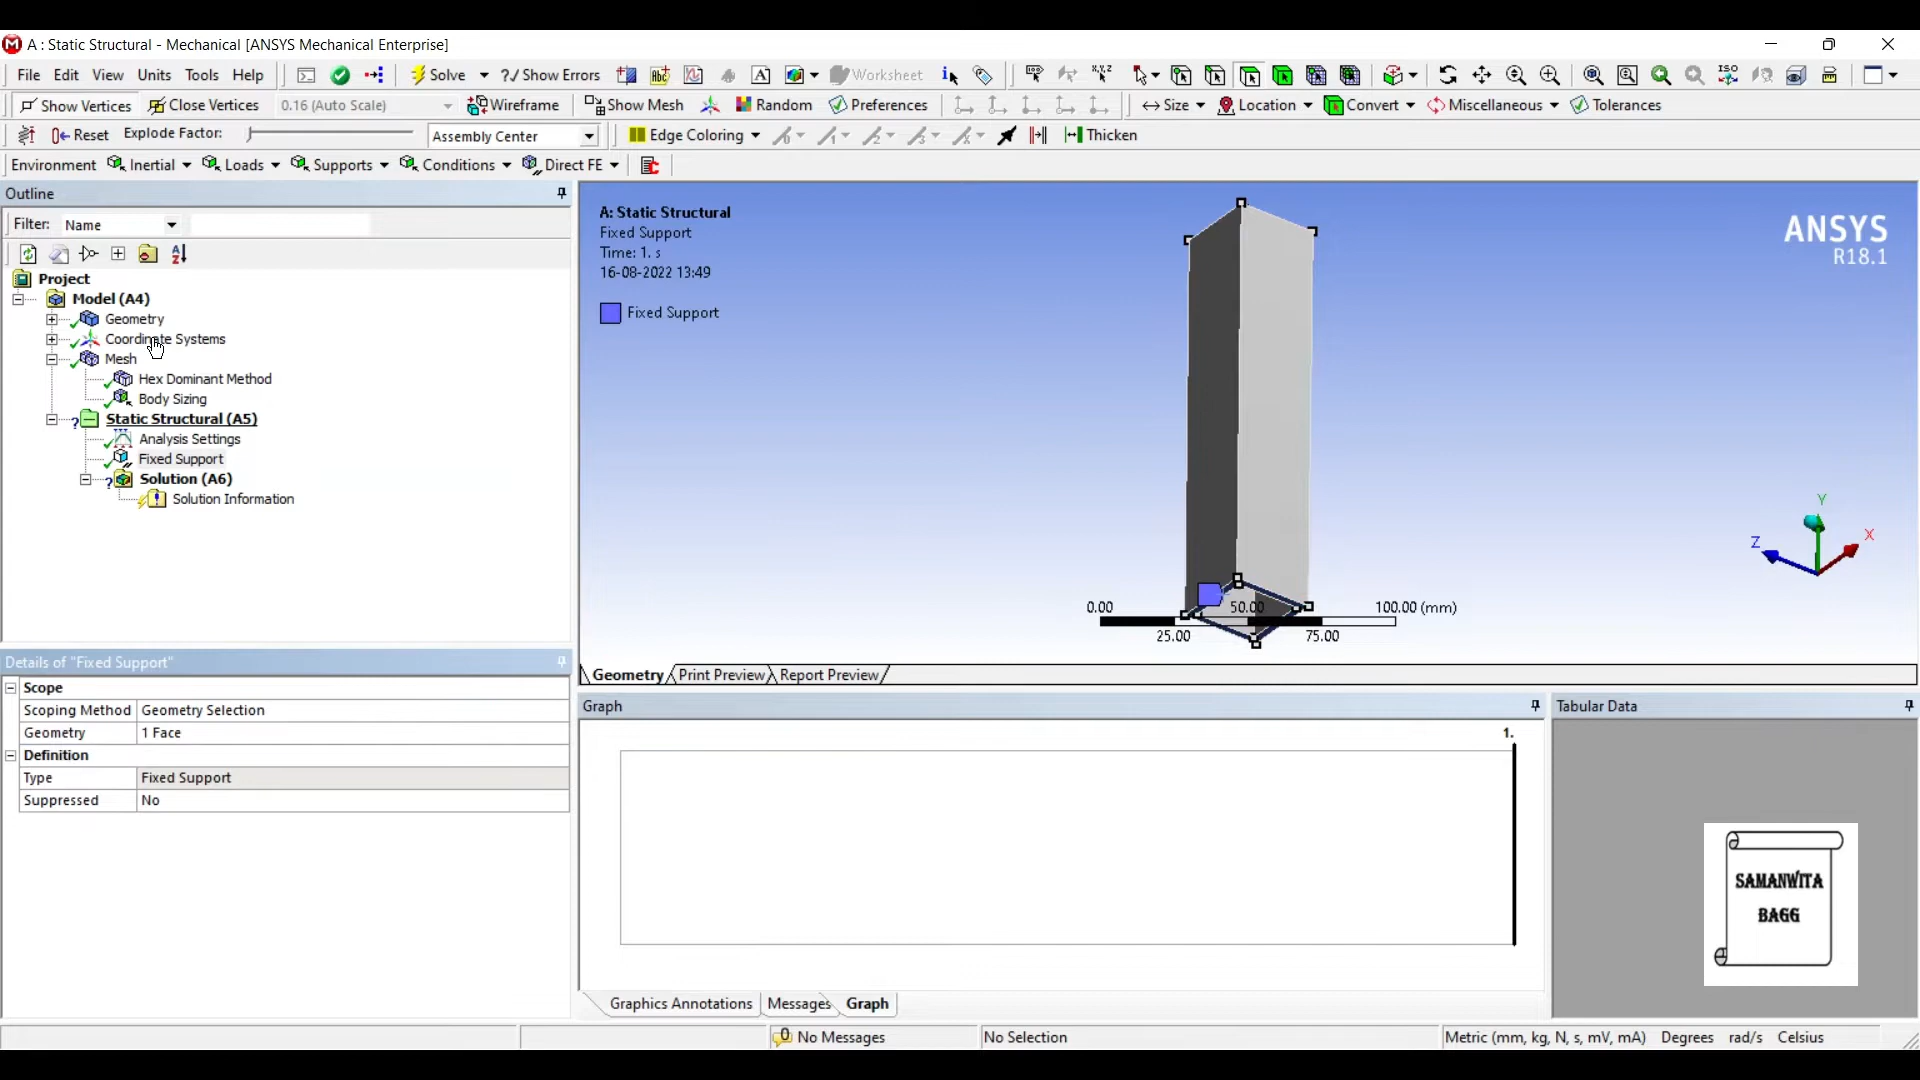 A : Static Structural - Mechanical [ANSYS Mechanical Enterprise]
File Edit View Units Tools Help Solve ?/ Show Errors Worksheet
Show Vertices Close Vertices 0.16 (Auto Scale) Wireframe Show Mesh Random Preferences Size Location Convert Miscellaneous Tolerances
Reset Explode Factor: Assembly Center Edge Coloring Thicken
Environment Inertial Loads Supports Conditions Direct FE
Outline
Filter: Name
Project
Model (A4)
Geometry
Coordinate Systems
Mesh
Hex Dominant Method
Body Sizing
Static Structural (A5)
Analysis Settings
Fixed Support
Solution (A6)
Solution Information
Details of "Fixed Support"
Scope
Scoping Method Geometry Selection
Geometry 1 Face
Definition
Type Fixed Support
Suppressed No
A: Static Structural
Fixed Support
Time: 1. s
16-08-2022 13:49
Fixed Support
ANSYS
R18.1
Y
Z X
0.00 50.00 100.00 (mm)
25.00 75.00
Geometry Print Preview Report Preview
Graph
1.
Tabular Data
SAMANWITA
BAGG
Graphics Annotations Messages Graph
0 No Messages No Selection Metric (mm, kg, N, s, mV, mA) Degrees rad/s Celsius